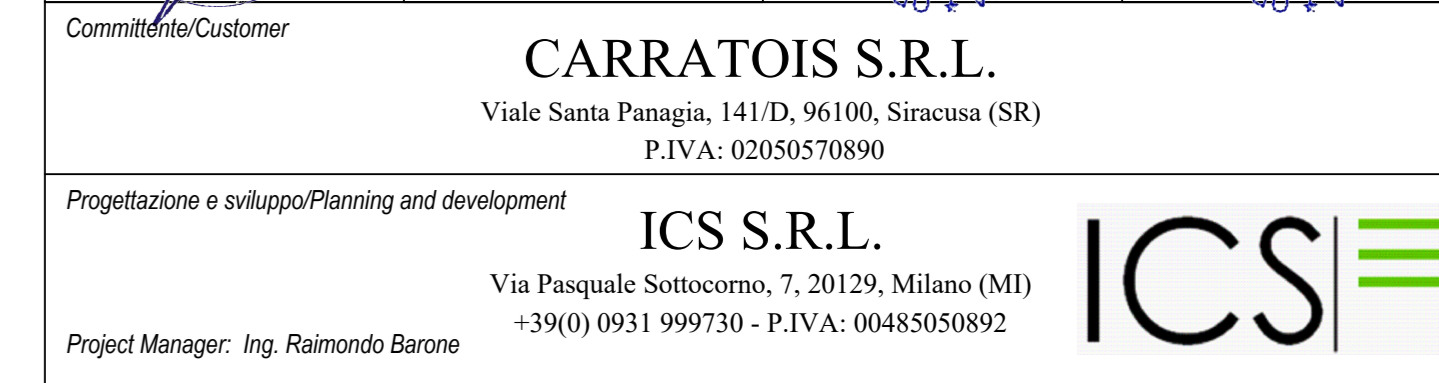 Committente/Customer
CARRATOIS S.R.L.
Viale Santa Panagia, 141/D, 96100, Siracusa (SR)
P.IVA: 02050570890
Progettazione e sviluppo/Planning and development
ICS S.R.L.
Via Pasquale Sottocorno, 7, 20129, Milano (MI)
+39(0) 0931 999730 - P.IVA: 00485050892
Project Manager: Ing. Raimondo Barone
ICS